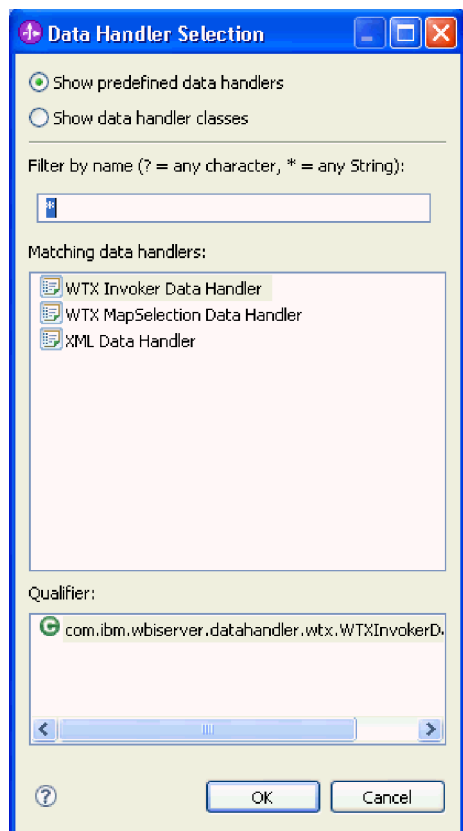 Data Handler Selection
Show predefined data handlers
Show data handler classes
Filter by name (? = any character, * = any String):
*
Matching data handlers:
WTX Invoker Data Handler
WTX MapSelection Data Handler
XML Data Handler
Qualifier:
com.ibm.wbiserver.datahandler.wtx.WTXInvokerD.
OK
Cancel